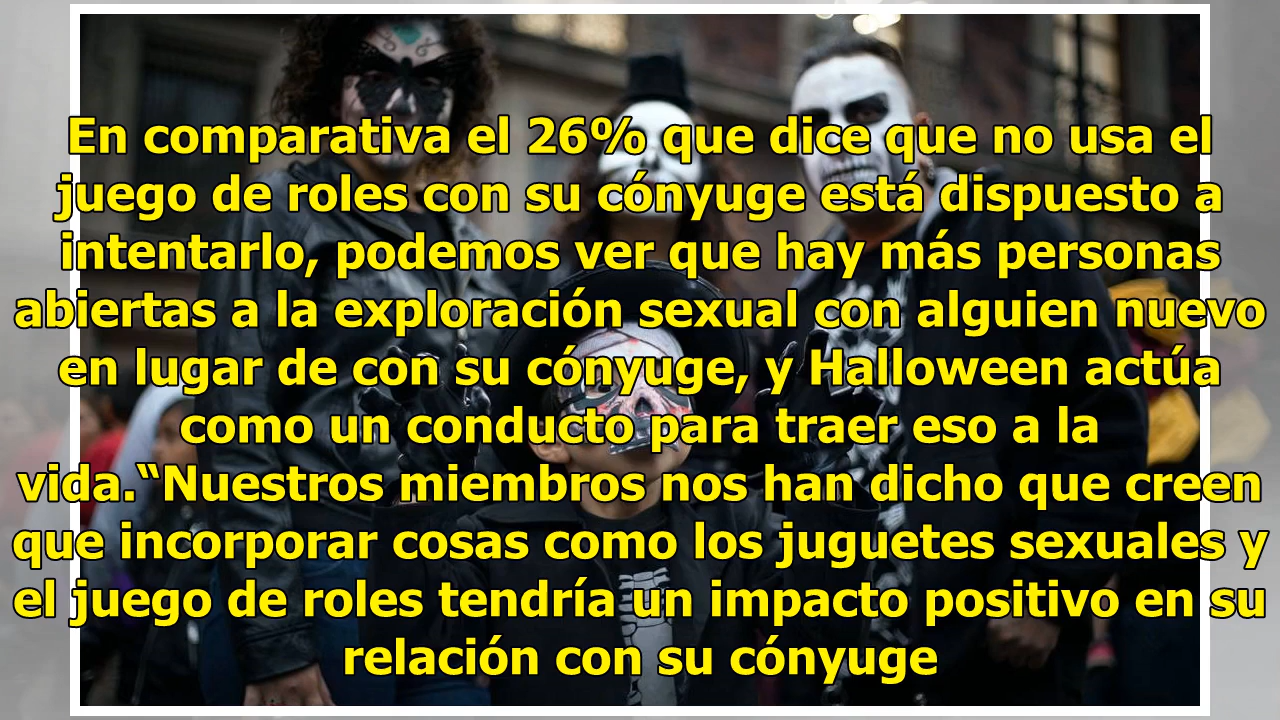 En comparativa el 26% que dice que no usa el
juego de roles con su cónyuge está dispuesto a
intentarlo, podemos ver que hay más personas
abiertas a la exploración sexual con alguien nuevo
en lugar de con su cónyuge, y Halloween actúa
como un conducto para traer eso a la
vida.“Nuestros miembros nos han dicho que creen
que incorporar cosas como los juguetes sexuales y
el juego de roles tendría un impacto positivo en su
relación con su cónyuge